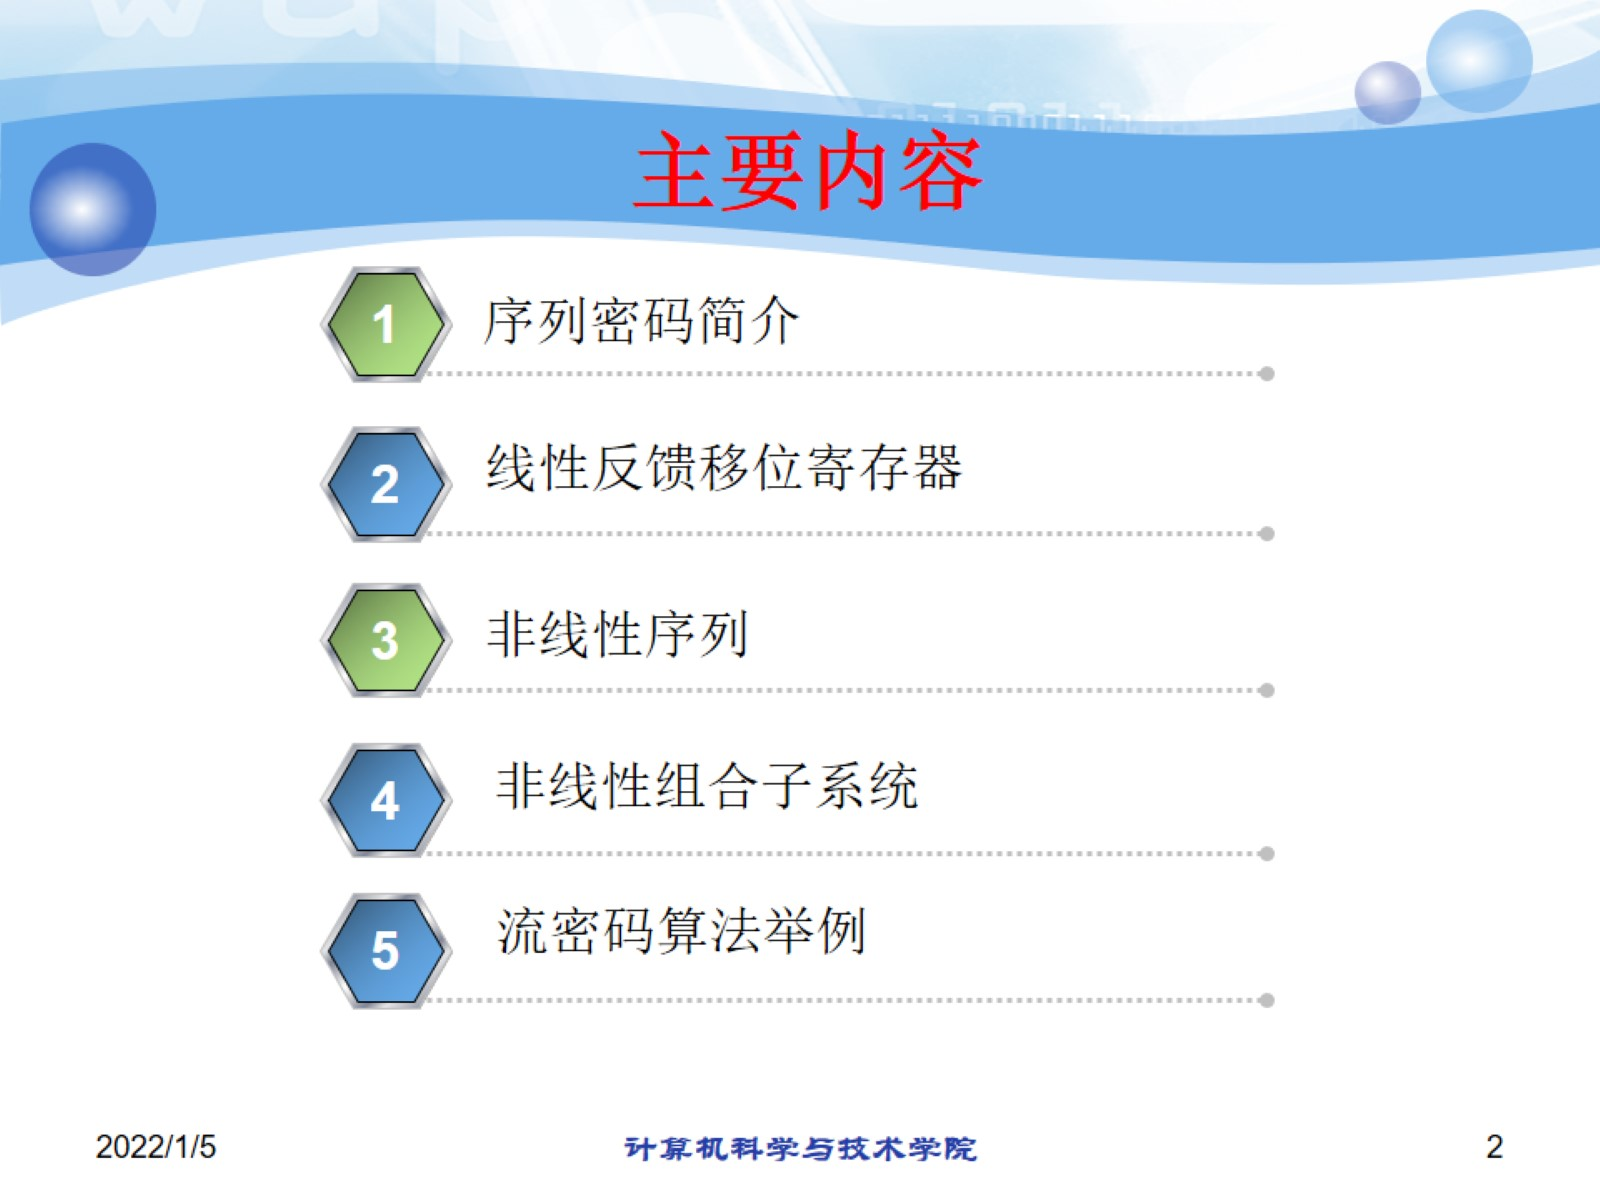 主要内容
1 序列密码简介
2 线性反馈移位寄存器
3 非线性序列
4 非线性组合子系统
5 流密码算法举例
2022/1/5 计算机科学与技术学院 2